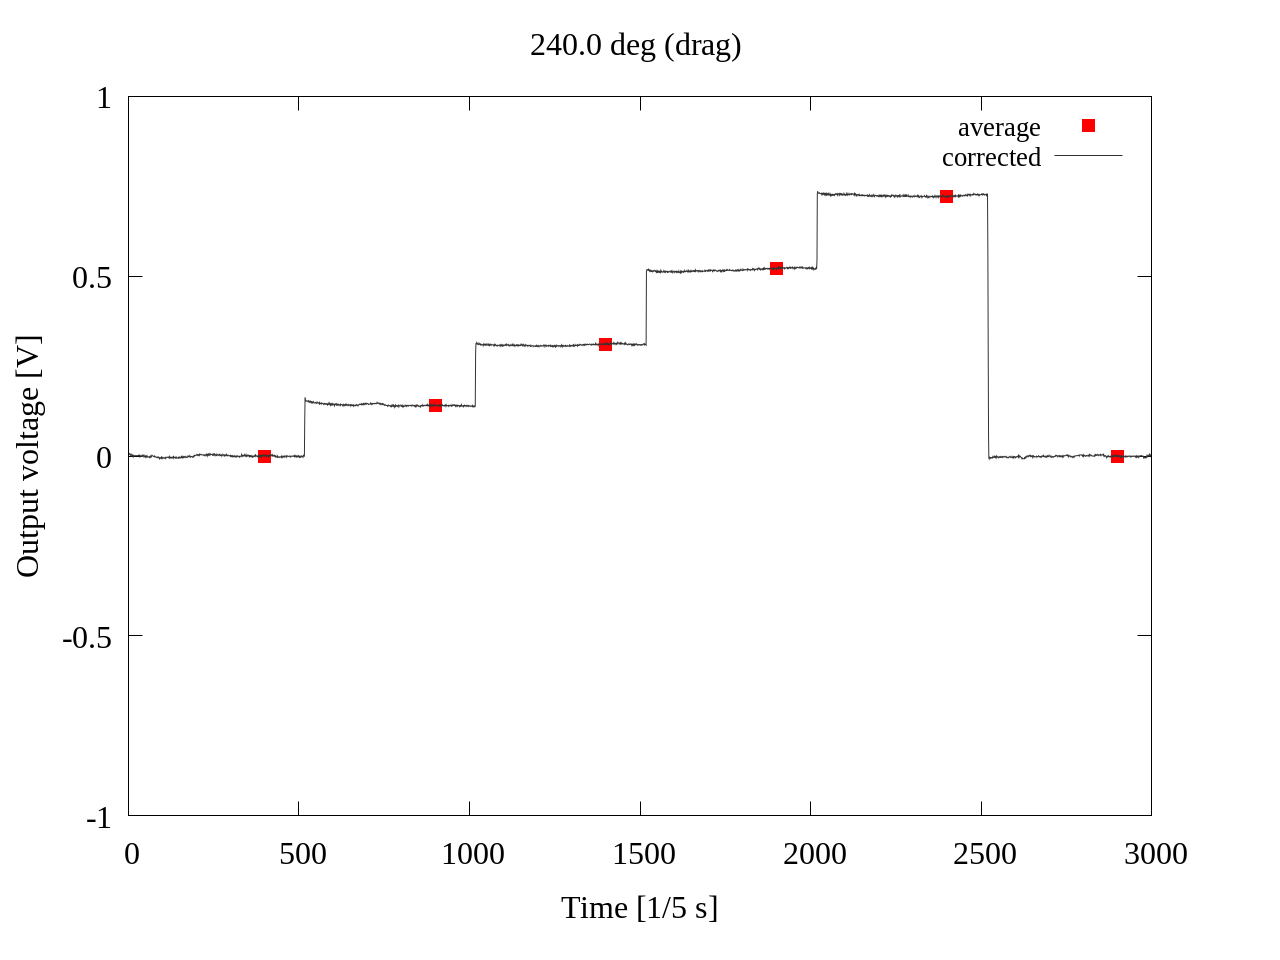 240.0 deg (drag)
average
corrected
1
0.5
0
-0.5
-1
Output voltage [V]
0 500 1000 1500 2000 2500 3000
Time [1/5 s]